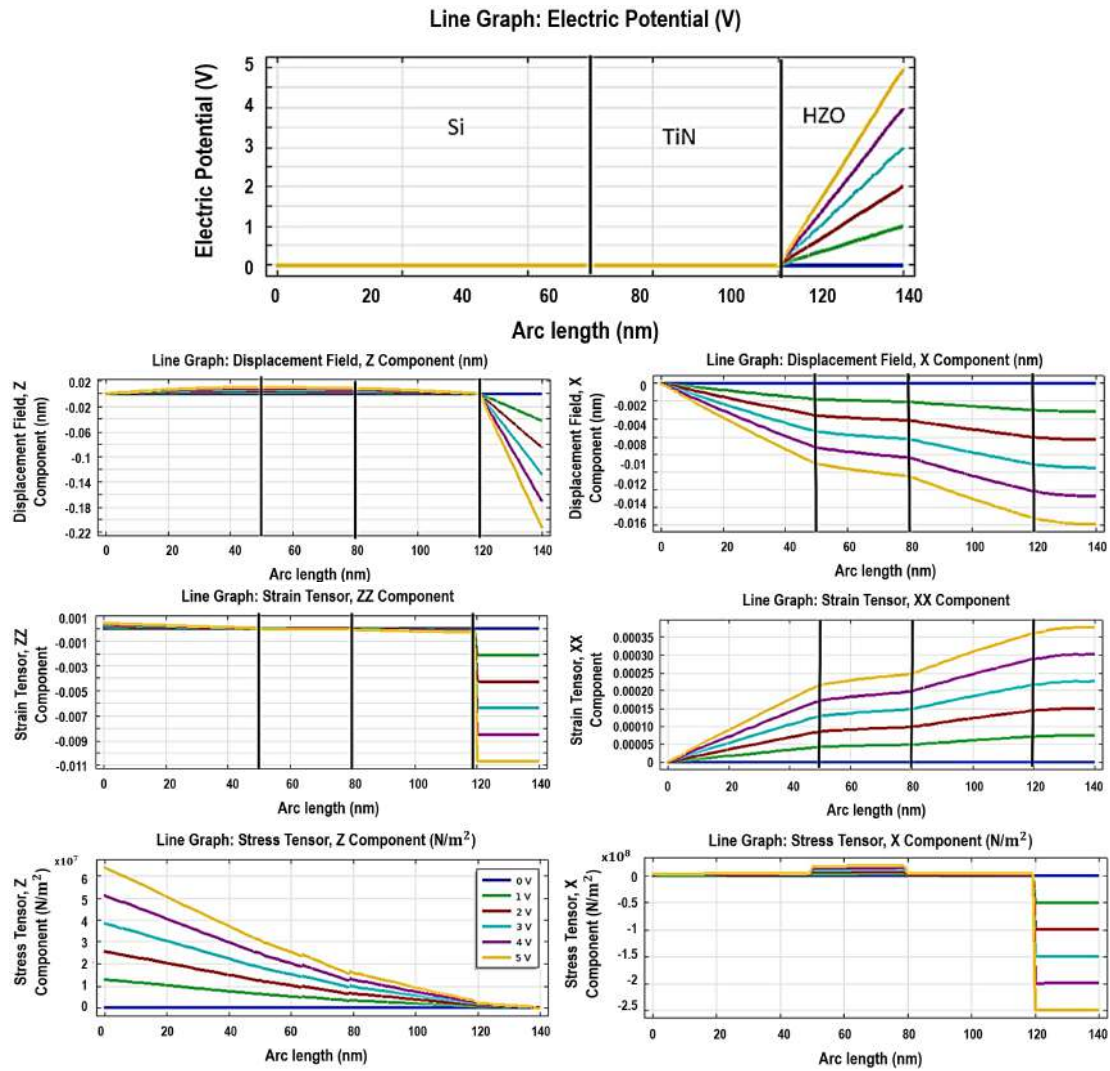 Line Graph: Electric Potential (V)
Electric Potential (V)
5
4
3
2
1
0
Si
TiN
HZO
0 20 40 60 80 100 120 140
Arc length (nm)
Line Graph: Displacement Field, Z Component (nm)
Displacement Field, Z
Component (nm)
0.02
-0.02
-0.06
-0.1
-0.14
-0.18
-0.22
0 20 40 60 80 100 120 140
Arc length (nm)
Line Graph: Displacement Field, X Component (nm)
Displacement Field, X
Component (nm)
0
-0.002
-0.004
-0.006
-0.008
-0.01
-0.012
-0.014
-0.016
0 20 40 60 80 100 120 140
Arc length (nm)
Line Graph: Strain Tensor, ZZ Component
Strain Tensor, ZZ
Component
0.001
-0.001
-0.003
-0.005
-0.007
-0.009
-0.011
0 20 40 60 80 100 120 140
Arc length (nm)
Line Graph: Strain Tensor, XX Component
Strain Tensor, XX
Component
0.00035
0.00030
0.00025
0.00020
0.00015
0.00010
0.00005
0
0 20 40 60 80 100 120 140
Arc length (nm)
Line Graph: Stress Tensor, Z Component (N/m²)
Stress Tensor, Z
Component (N/m²)
x10⁷
6
5
4
3
2
1
0
0 V
1 V
2 V
3 V
4 V
5 V
0 20 40 60 80 100 120 140
Arc length (nm)
Line Graph: Stress Tensor, X Component (N/m²)
Stress Tensor, X
Component (N/m²)
x10⁸
0
-0.5
-1
-1.5
-2
-2.5
0 20 40 60 80 100 120 140
Arc length (nm)